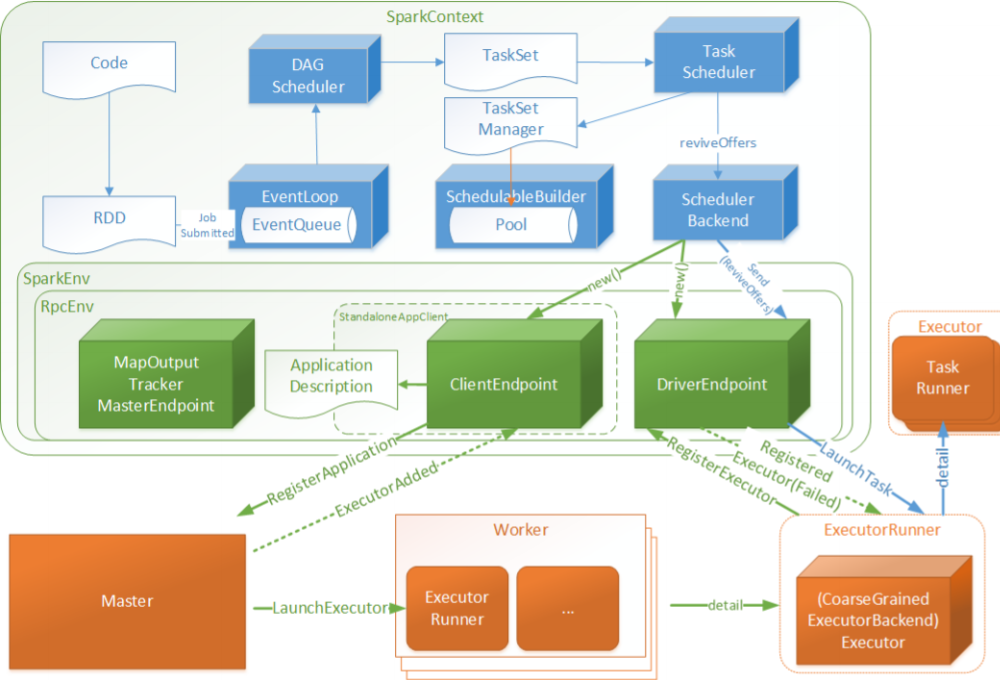 SparkContext
Code
DAG
Scheduler
TaskSet
Task
Scheduler
TaskSet
Manager
reviveOffers
RDD
Job
Submitted
EventLoop
EventQueue
SchedulableBuilder
Pool
Scheduler
Backend
SparkEnv
new()
new()
Send
(ReviveOffers)
RpcEnv
StandaloneAppClient
MapOutput
Tracker
MasterEndpoint
Application
Description
ClientEndpoint
DriverEndpoint
Executor
Task
Runner
RegisterApplication
ExecutorAdded
RegisterExecutor
Registered
Executor(Failed)
LaunchTask
detail
Master
LaunchExecutor
Worker
Executor
Runner
...
detail
ExecutorRunner
(CoarseGrained
ExecutorBackend)
Executor